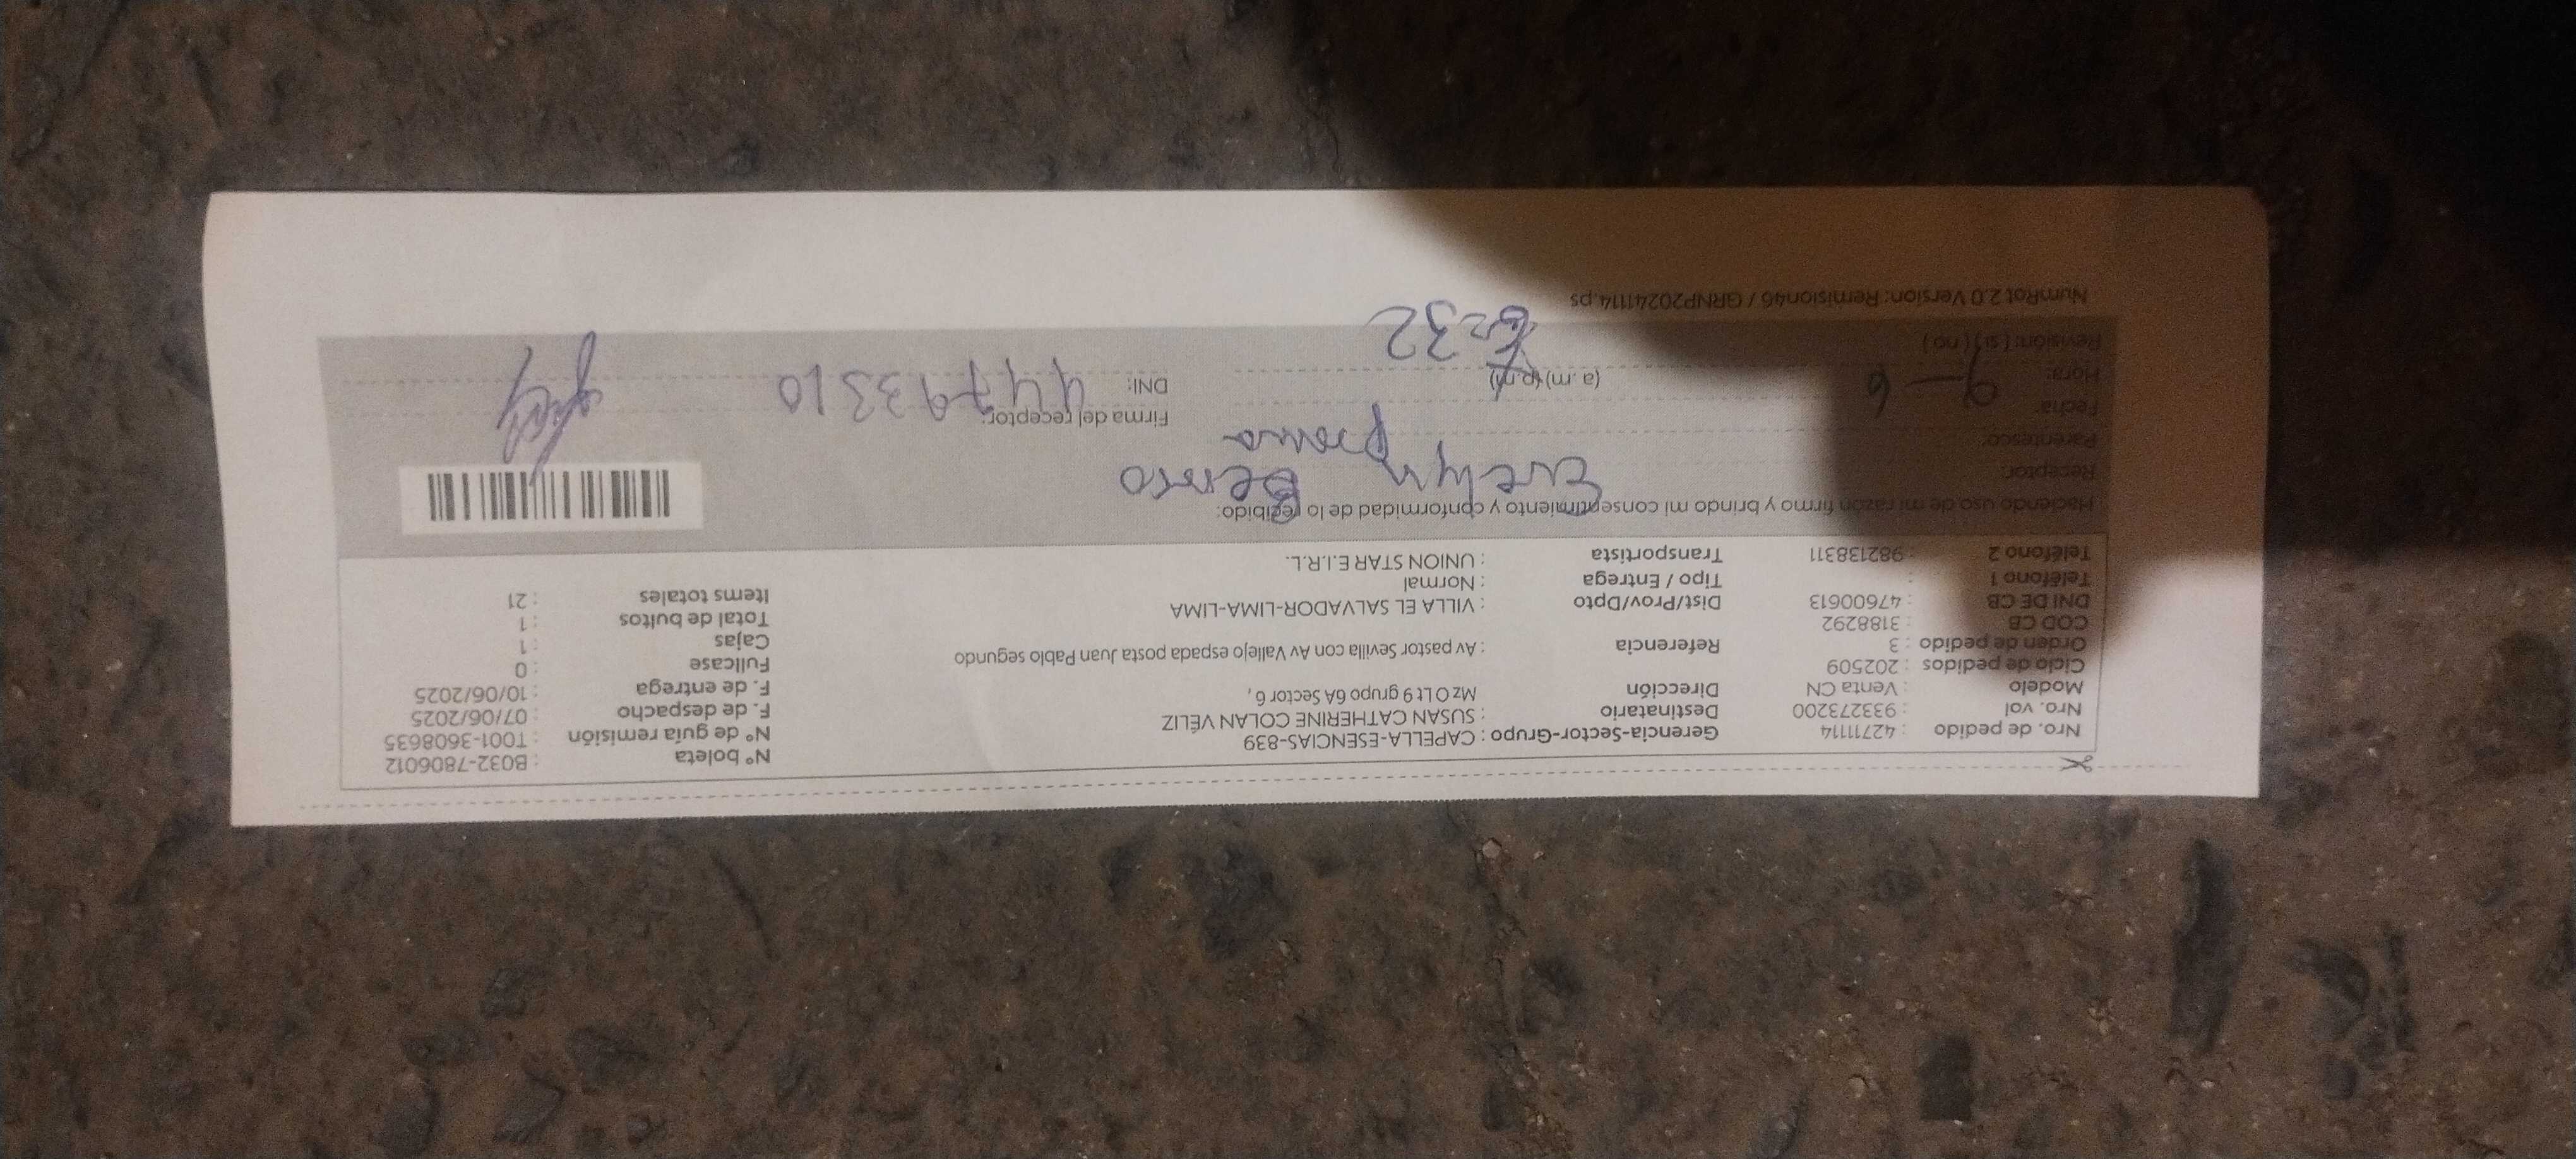 Nro. de pedido : 42711114 Gerencia-Sector-Grupo : CAPELLA-ESENCIAS-839 N° boleta : B032-7806012
Nro. vol : 933273200 Destinatario : SUSAN CATHERINE COLAN VÉLIZ N° de guía remisión : T001-3608635
Modelo : Venta CN Dirección Mz O Lt 9 grupo 6A Sector 6, F. de despacho : 07/06/2025
Ciclo de pedidos : 202509 F. de entrega : 10/06/2025
Orden de pedido : 3 Referencia : Av pastor Sevilla con Av Vallejo espada posta Juan Pablo segundo Fullcase : 0
COD CB : 3188292 Cajas : 1
DNI DE CB : 47600613 Dist/Prov/Dpto : VILLA EL SALVADOR-LIMA-LIMA Total de bultos : 1
Teléfono 1 : Tipo / Entrega : Normal Items totales : 21
Teléfono 2 : 982138311 Transportista : UNION STAR E.I.R.L.
Haciendo uso de mi razón firmo y brindo mi consentimiento y conformidad de lo recibido:
Receptor: Evelyn
Parentesco: prima
Fecha: 9-6 Firma del receptor:
Hora: (a.m) (p.m) DNI: 44793310
Revisión: [ si ] [ no ]
NumRot 2.0 Version: Remision46 / GRNP20241114.ps